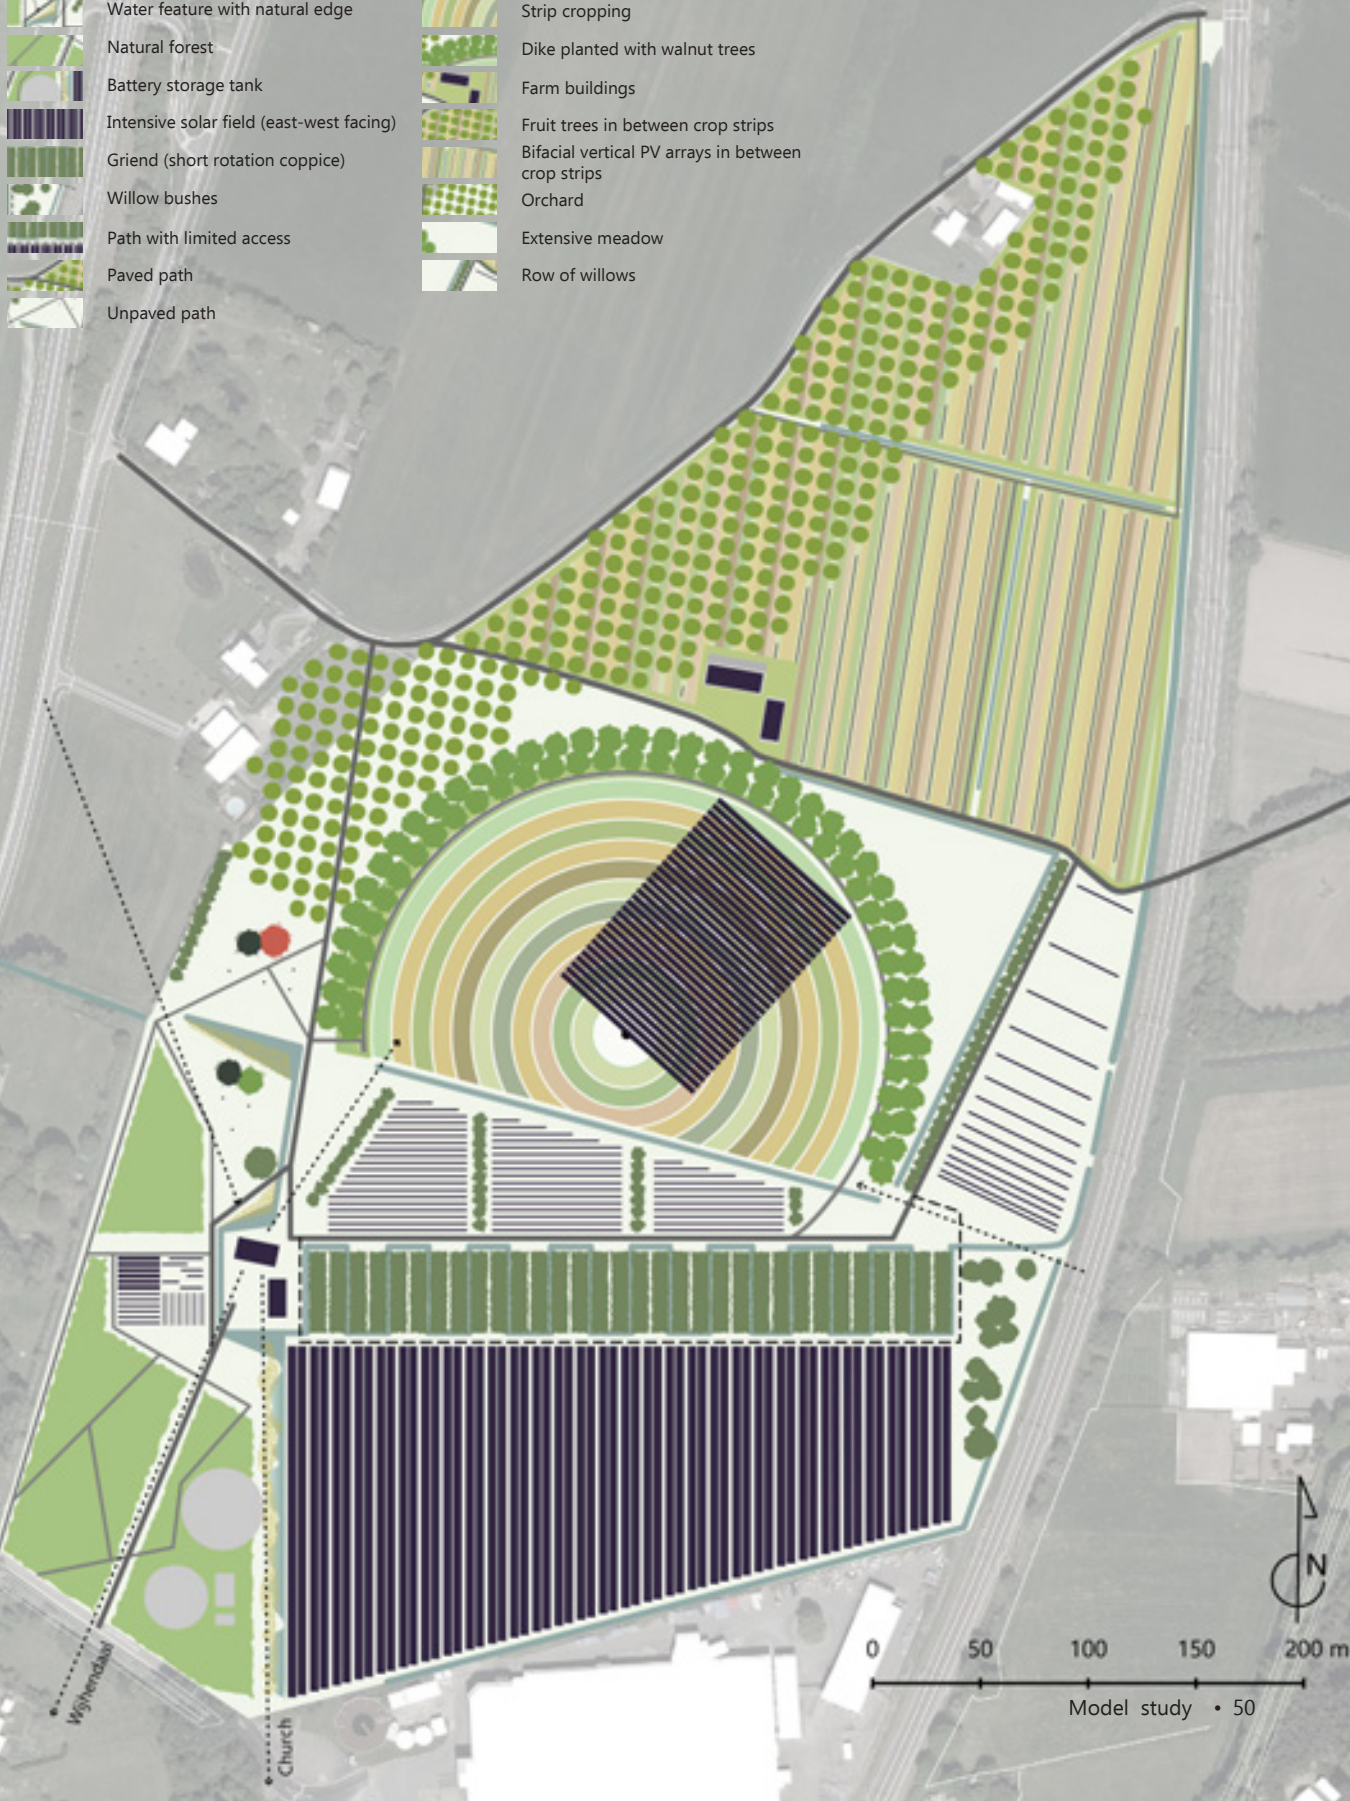 Water feature with natural edge
Natural forest
Battery storage tank
Intensive solar field (east-west facing)
Griend (short rotation coppice)
Willow bushes
Path with limited access
Paved path
Unpaved path
Strip cropping
Dike planted with walnut trees
Farm buildings
Fruit trees in between crop strips
Bifacial vertical PV arrays in between
crop strips
Orchard
Extensive meadow
Row of willows
N
0 50 100 150 200 m
Model study • 50
Wijhendaal
Church